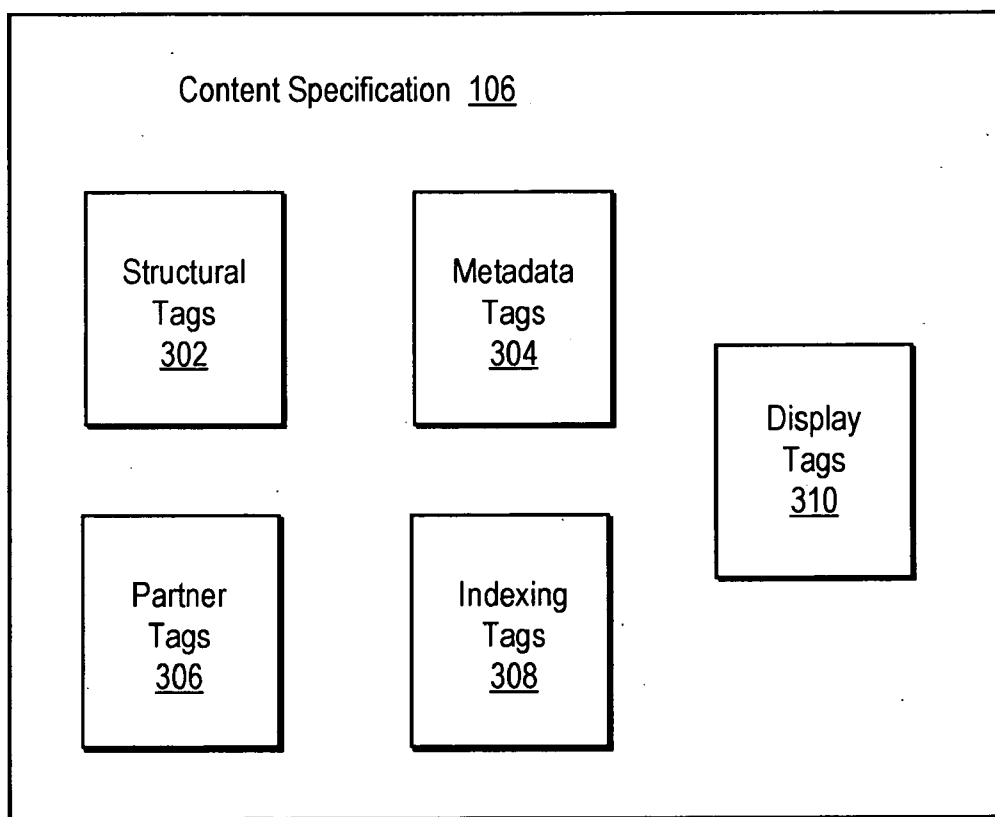 Content Specification 106
Structural
Tags
302
Metadata
Tags
304
Display
Tags
310
Partner
Tags
306
Indexing
Tags
308